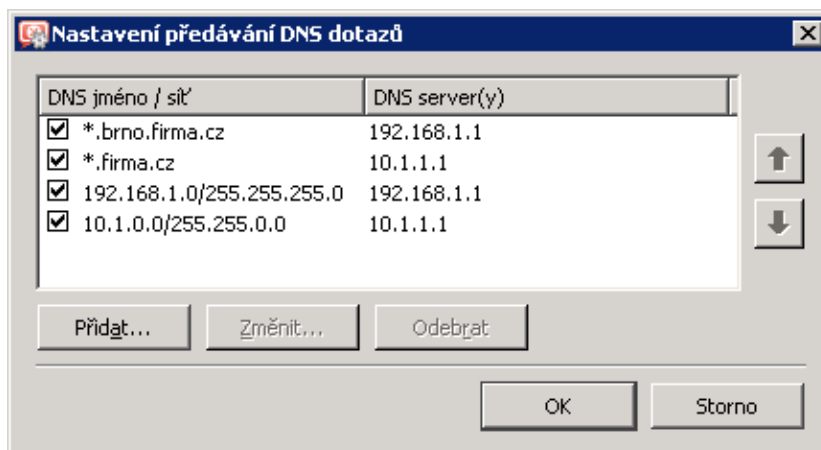 Nastavení předávání DNS dotazů
DNS jméno / síť DNS server(y)
*.brno.firma.cz 192.168.1.1
*.firma.cz 10.1.1.1
192.168.1.0/255.255.255.0 192.168.1.1
10.1.0.0/255.255.0.0 10.1.1.1
Přidat... Změnit... Odebrat
OK Storno